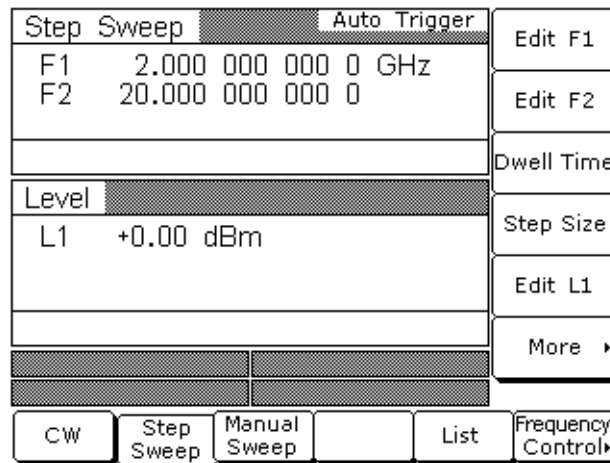 Step Sweep Auto Trigger
F1 2.000 000 000 0 GHz
F2 20.000 000 000 0
Level
L1 +0.00 dBm
Edit F1
Edit F2
Dwell Time
Step Size
Edit L1
More
CW
Step
Sweep
Manual
Sweep
List
Frequency
Control